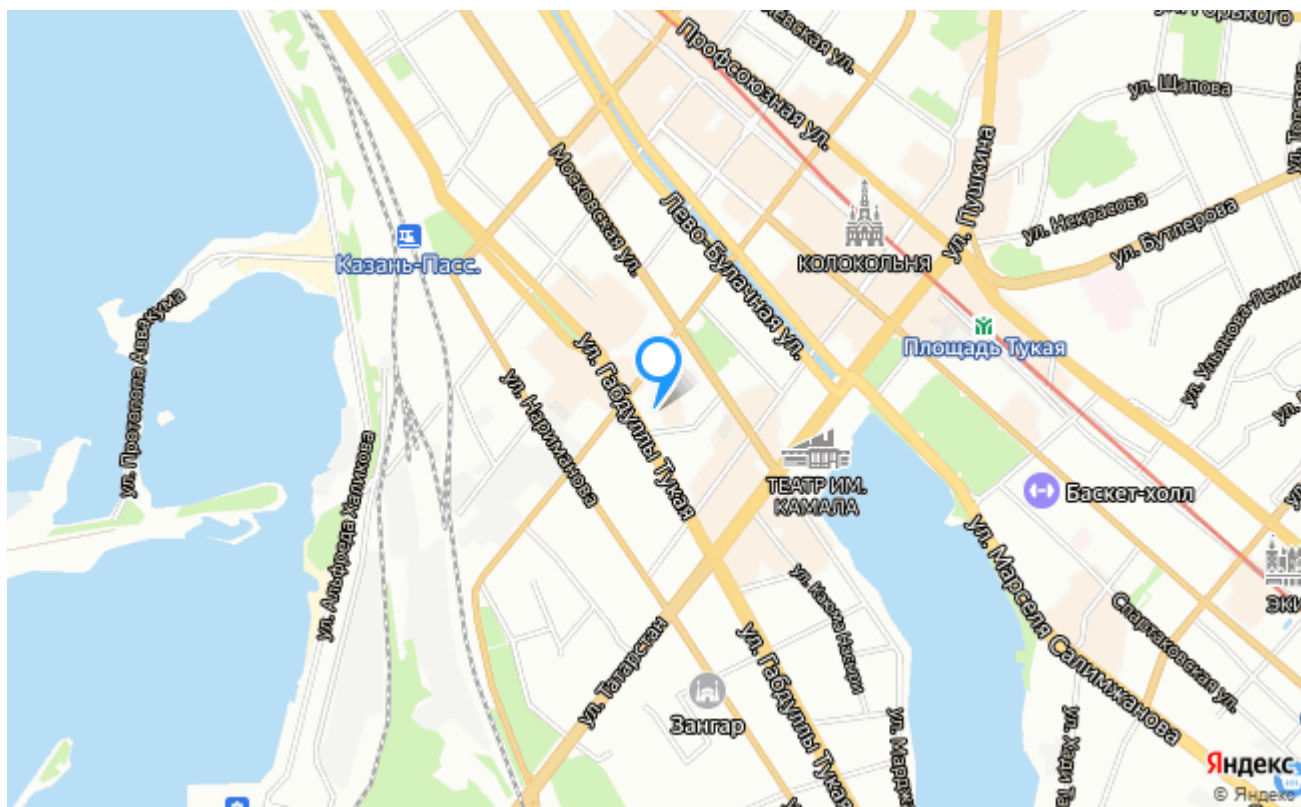 ул. Горького
Профсоюзная ул.
ул. Щапова
ул. Пушкина
Московская ул.
Лево-Булачная ул.
ул. Некрасова
ул. Бутлерова
КОЛОКОЛЬНЯ
Казань-Пасс.
ул. Протопопа Аввакума
Площадь Тукая
ул. Габдуллы Тукая
ул. Нариманова
ул. Альфреда Халикова
ТЕАТР ИМ.
КАМАЛА
Баскет-холл
ул. Марселя Салимжанова
ул. Каюма Насыри
Спартаковская ул.
ул. Татарстан
ул. Габдуллы Тукая
Зангар
Яндекс
© Яндекс